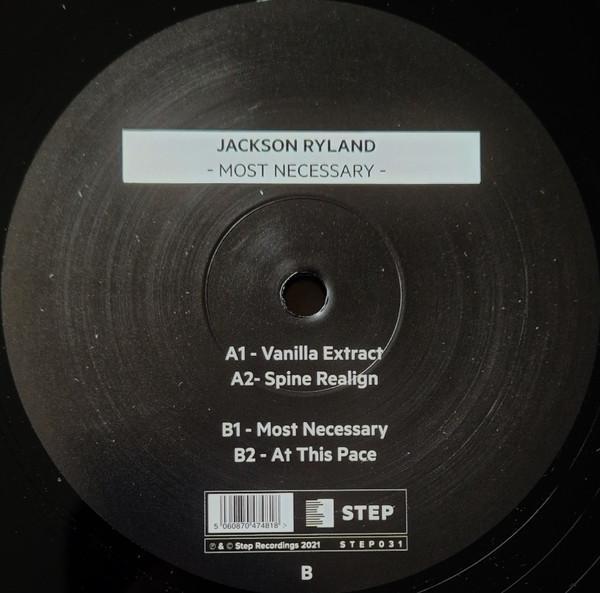 JACKSON RYLAND
- MOST NECESSARY -
A1 - Vanilla Extract
A2- Spine Realign
B1 - Most Necessary
B2 - At This Pace
5 060870 474818 >
STEP
℗ & © Step Recordings 2021 STEP031
B